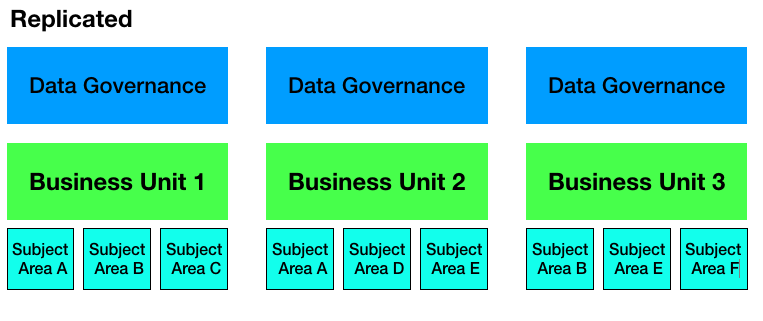 Replicated
Data Governance
Data Governance
Data Governance
Business Unit 1
Business Unit 2
Business Unit 3
Subject
Area A
Subject
Area B
Subject
Area C
Subject
Area A
Subject
Area D
Subject
Area E
Subject
Area B
Subject
Area E
Subject
Area F